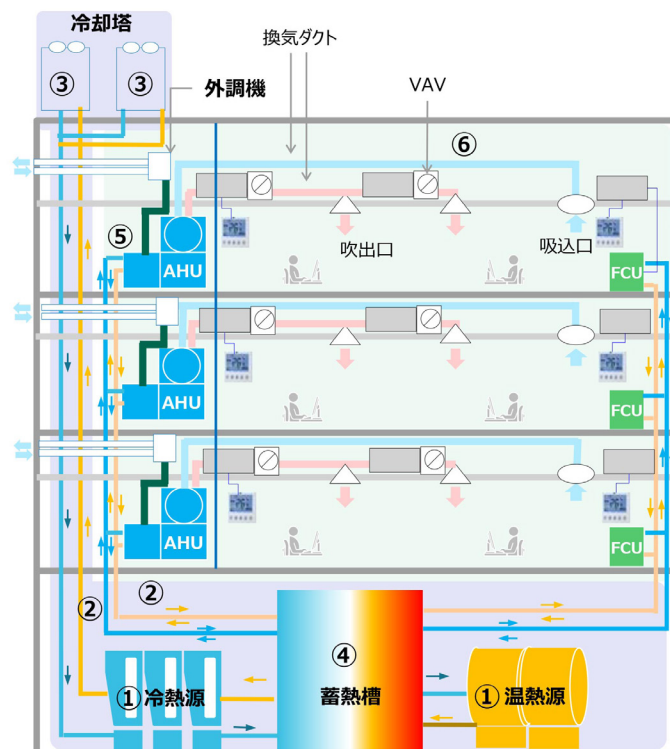 冷却塔
換気ダクト
③
③
外調機
VAV
⑥
⑤
吹出口
吸込口
AHU
FCU
AHU
FCU
AHU
FCU
②
②
④
①冷熱源
蓄熱槽
①温熱源